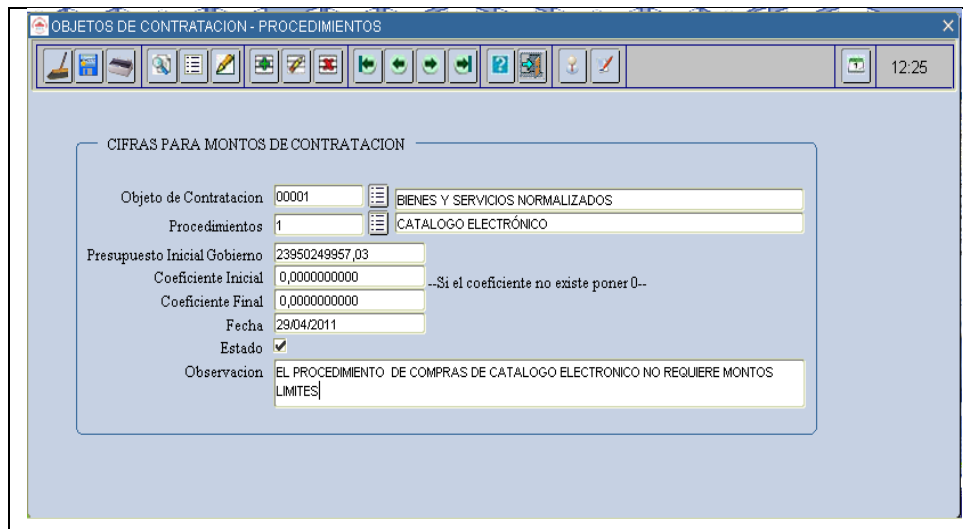 OBJETOS DE CONTRATACION - PROCEDIMIENTOS
12:25
CIFRAS PARA MONTOS DE CONTRATACION
Objeto de Contratacion 00001 BIENES Y SERVICIOS NORMALIZADOS
Procedimientos 1 CATALOGO ELECTRÓNICO
Presupuesto Inicial Gobierno 23950249957,03
Coeficiente Inicial 0,0000000000 --Si el coeficiente no existe poner 0--
Coeficiente Final 0,0000000000
Fecha 29/04/2011
Estado
Observacion EL PROCEDIMIENTO DE COMPRAS DE CATALOGO ELECTRONICO NO REQUIERE MONTOS
LIMITES